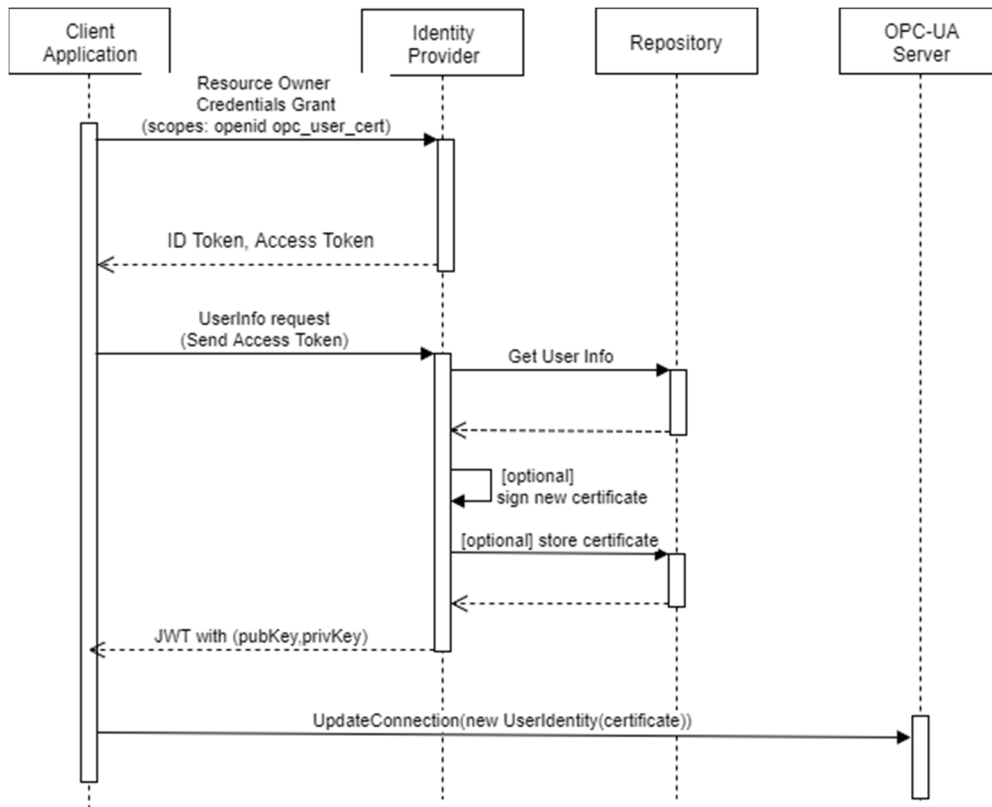 Client
Application
Identity
Provider
Repository
OPC-UA
Server
Resource Owner
Credentials Grant
(scopes: openid opc_user_cert)
ID Token, Access Token
UserInfo request
(Send Access Token)
Get User Info
[optional]
sign new certificate
[optional] store certificate
JWT with (pubKey,privKey)
UpdateConnection(new UserIdentity(certificate))